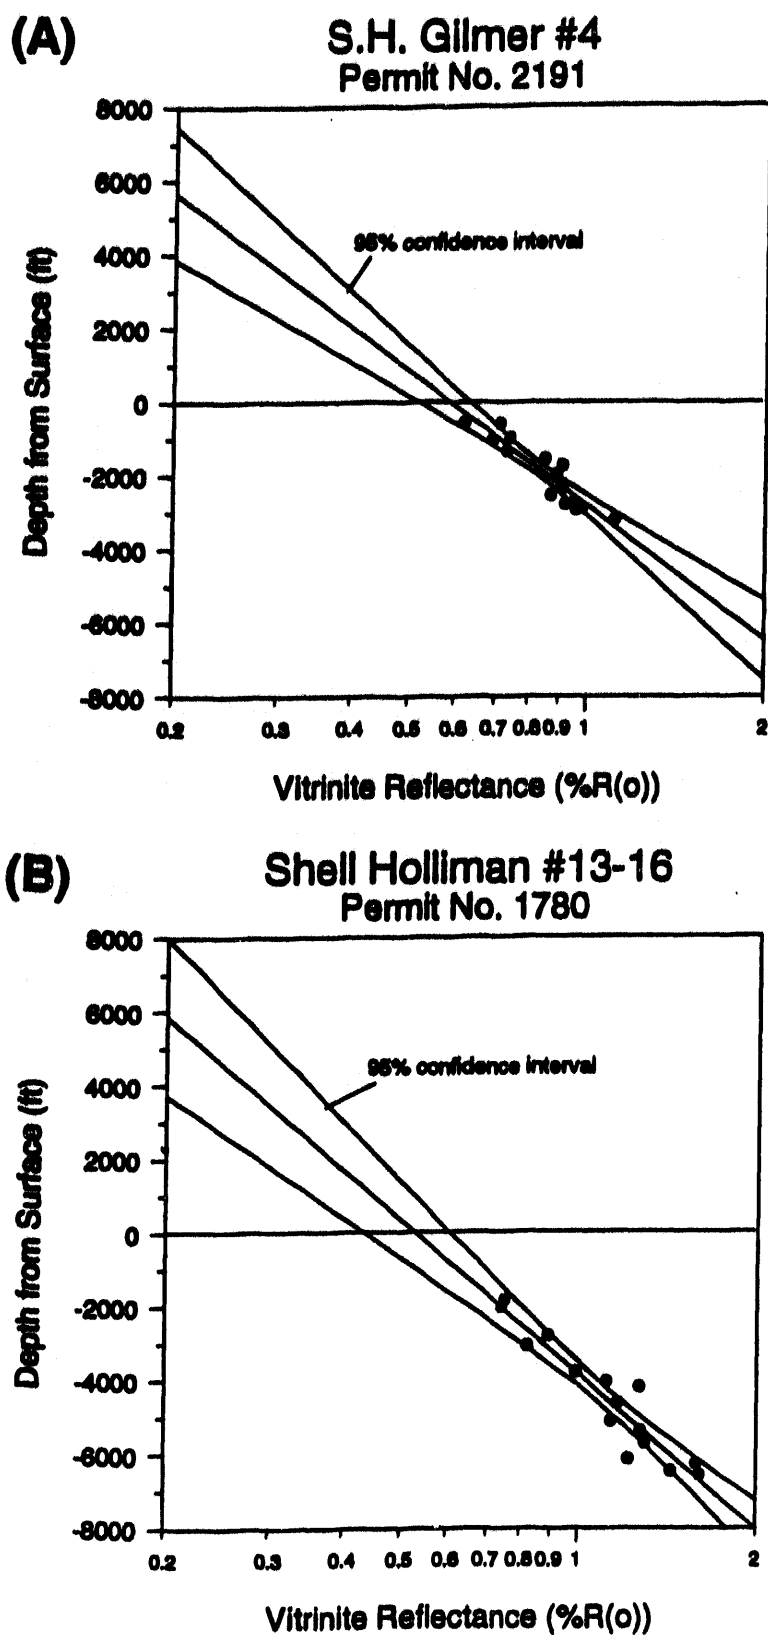 (A)
S.H. Gilmer #4
Permit No. 2191
8000
6000
4000
2000
0
-2000
-4000
-6000
-8000
Depth from Surface (ft)
95% confidence interval
0.2 0.3 0.4 0.5 0.6 0.7 0.8 0.9 1 2
Vitrinite Reflectance (%R(o))
(B)
Shell Holliman #13-16
Permit No. 1780
8000
6000
4000
2000
0
-2000
-4000
-6000
-8000
Depth from Surface (ft)
95% confidence interval
0.2 0.3 0.4 0.5 0.6 0.7 0.8 0.9 1 2
Vitrinite Reflectance (%R(o))